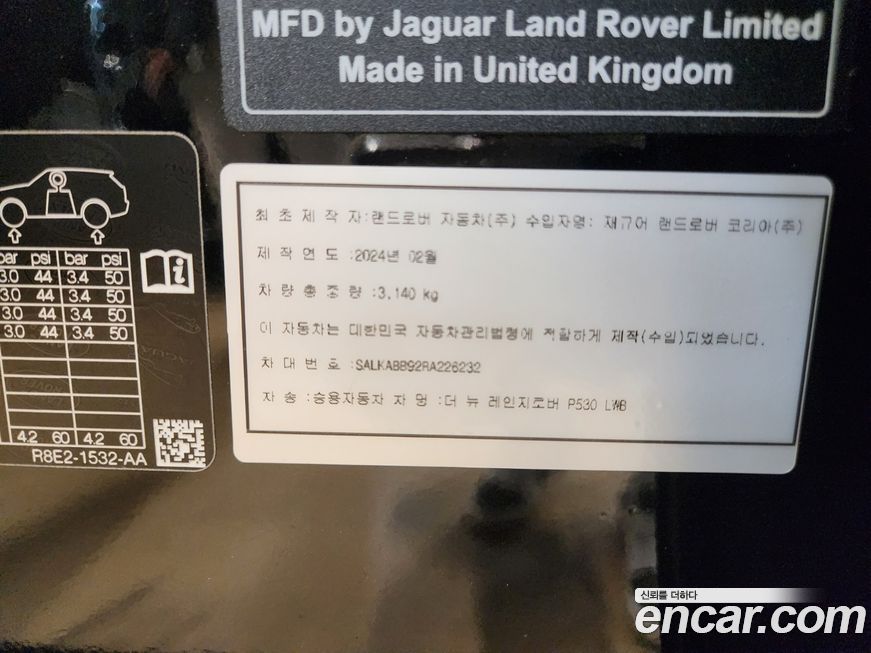 MFD by Jaguar Land Rover Limited
Made in United Kingdom
bar psi bar psi
3.0 44 3.4 50
3.0 44 3.4 50
3.0 44 3.4 50
3.0 44 3.4 50
4.2 60 4.2 60
R8E2-1532-AA
최초제작자:랜드로버 자동차(주) 수입자명: 재규어 랜드로버 코리아(주)
제작연도:2024년 02월
차량총중량:3,140 kg
이 자동차는 대한민국 자동차관리법령에 적합하게 제작(수입)되었습니다.
차대번호:SALKABB92RA226232
차종:승용자동차 차명:더 뉴 레인지로버 P530 LWB
신뢰를 더하다
encar.com